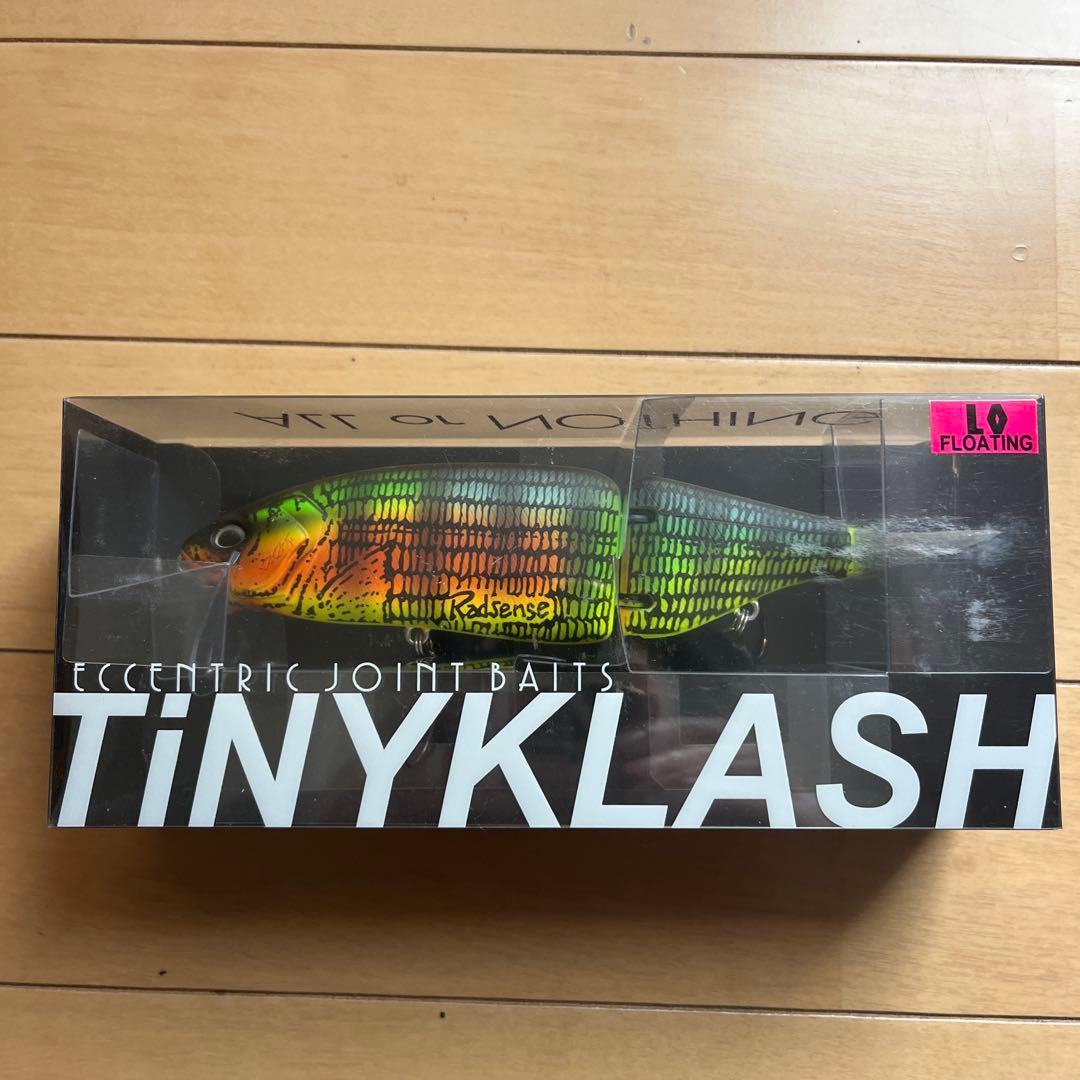 ALL or NOTHING
LO
FLOATING
Radsense
ECCENTRIC JOINT BAITS
TiNYKLASH